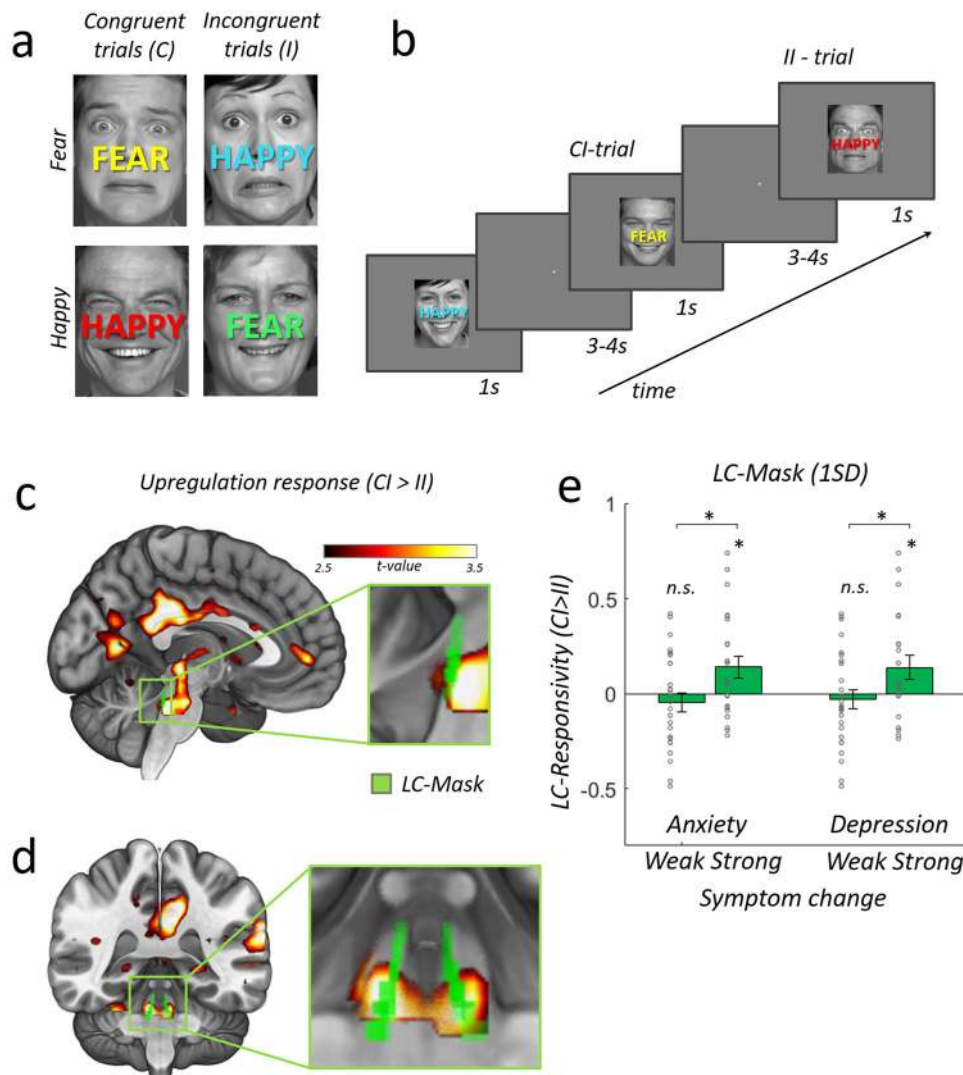 a
Congruent
trials (C)
Incongruent
trials (I)
Fear
FEAR
HAPPY
Happy
HAPPY
FEAR
b
II - trial
CI-trial
HAPPY
FEAR
HAPPY
1s
3-4s
1s
3-4s
1s
time
c
Upregulation response (CI > II)
2.5
t-value
3.5
LC-Mask
d
e
LC-Mask (1SD)
LC-Responsivity (CI>II)
1
0.5
0
-0.5
n.s.
*
*
n.s.
*
*
Anxiety
Depression
Weak Strong
Weak Strong
Symptom change